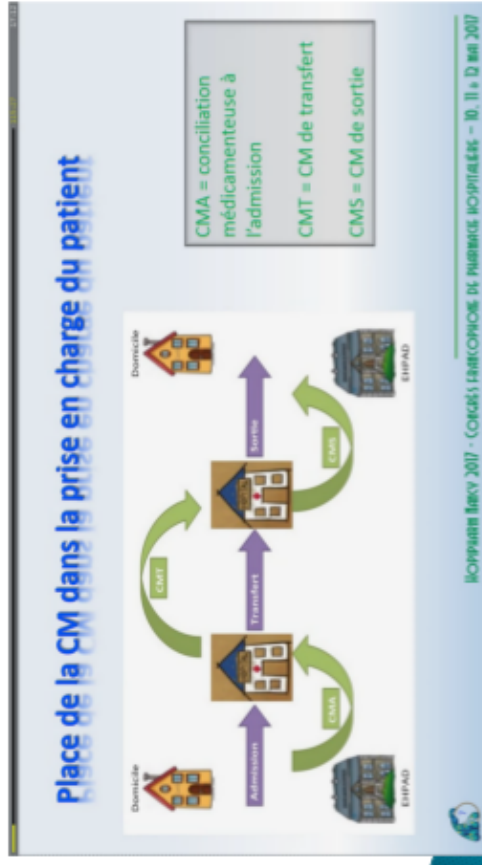 Place de la CM dans la prise en charge du patient
Domicile
Domicile
CMT
Admission
Transfert
Sortie
CMA
CMS
EHPAD
EHPAD
CMA = conciliation
médicamenteuse à
l'admission
CMT = CM de transfert
CMS = CM de sortie
HOPIPHARM NANCY 2017 - CONGRÈS FRANCOPHONE DE PHARMACIE HOSPITALIÈRE - 10, 11 & 12 MAI 2017